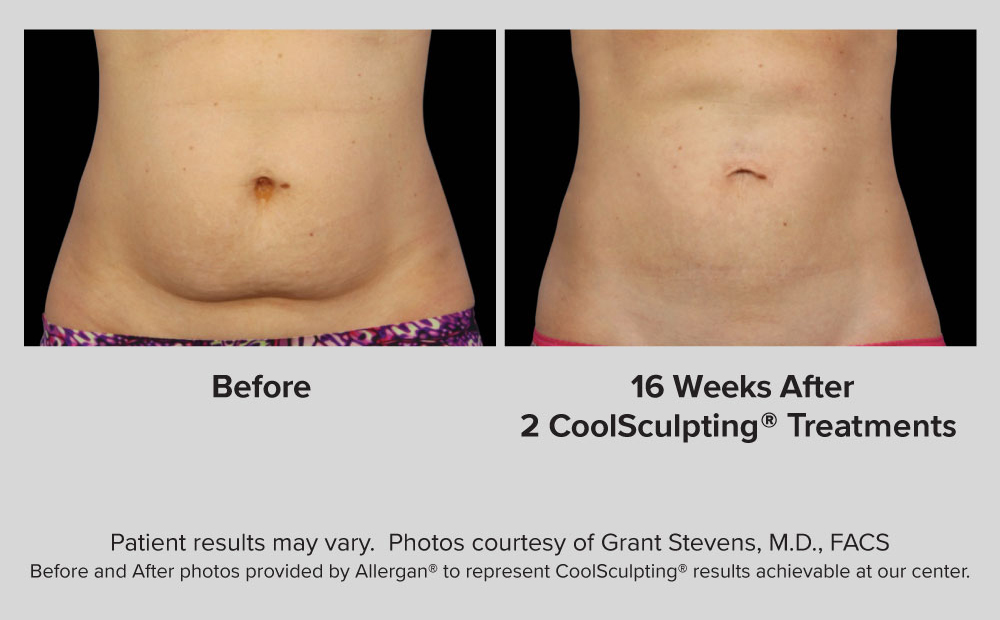 Before
16 Weeks After
2 CoolSculpting® Treatments
Patient results may vary.  Photos courtesy of Grant Stevens, M.D., FACS
Before and After photos provided by Allergan® to represent CoolSculpting® results achievable at our center.